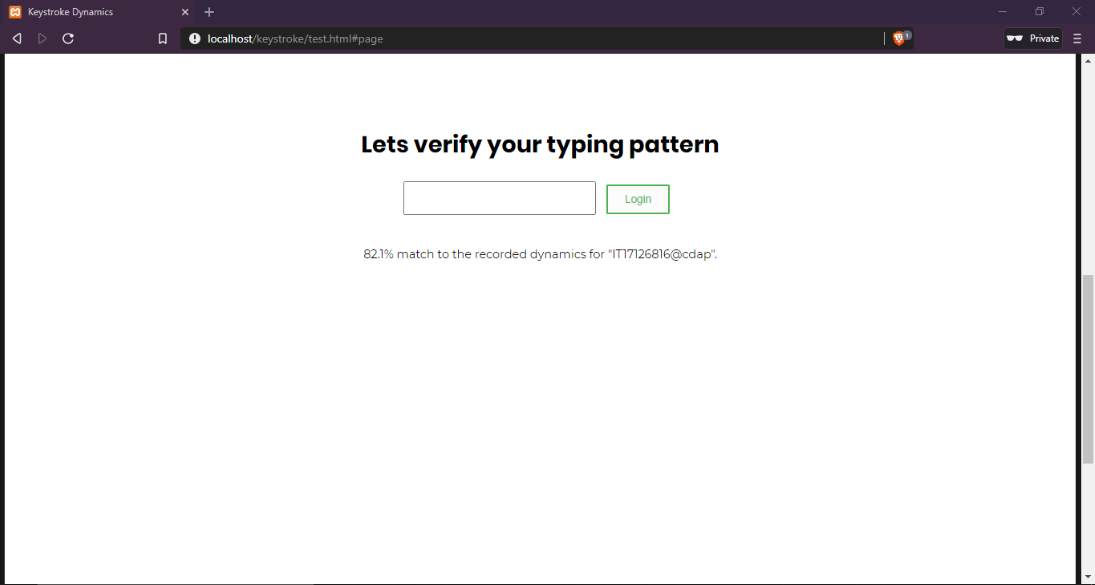 Keystroke Dynamics
localhost/keystroke/test.html#page
1
Private
Lets verify your typing pattern
Login
82.1% match to the recorded dynamics for "IT17126816@cdap".